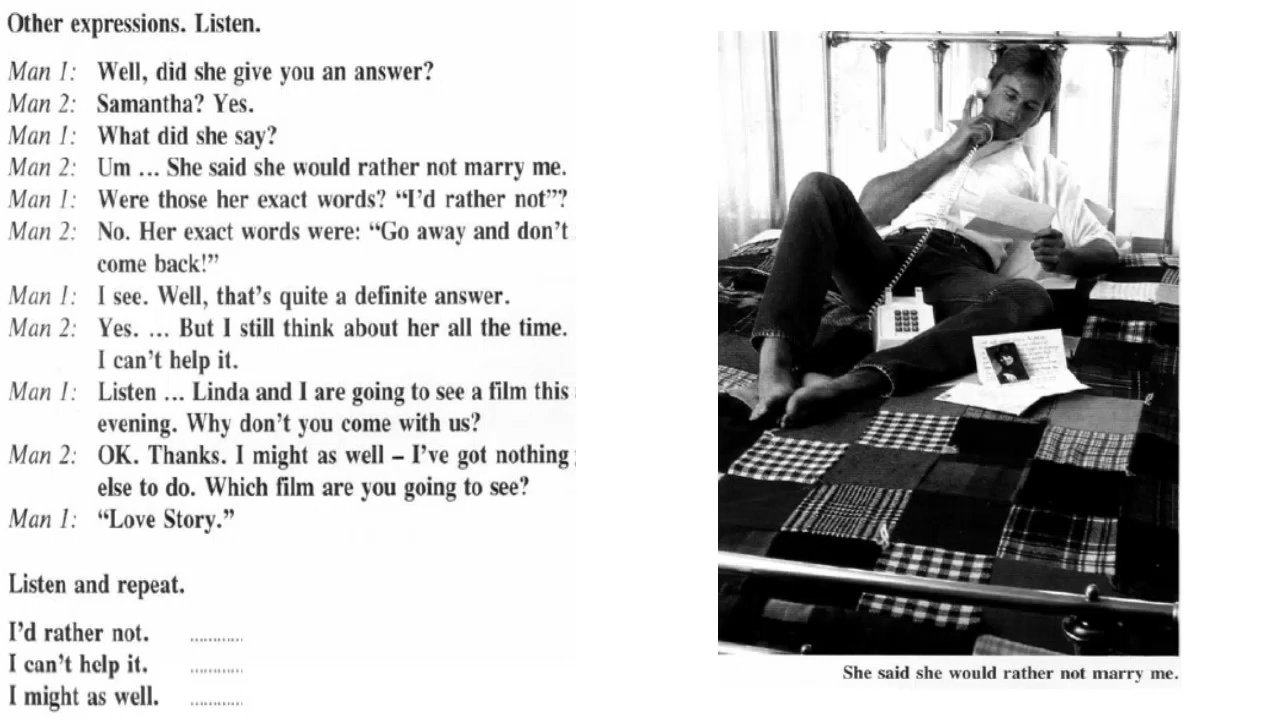 Other expressions. Listen.
Man 1: Well, did she give you an answer?
Man 2: Samantha? Yes.
Man 1: What did she say?
Man 2: Um ... She said she would rather not marry me.
Man 1: Were those her exact words? “I’d rather not”?
Man 2: No. Her exact words were: “Go away and don’t
come back!”
Man 1: I see. Well, that’s quite a definite answer.
Man 2: Yes. ... But I still think about her all the time.
I can’t help it.
Man 1: Listen ... Linda and I are going to see a film this
evening. Why don’t you come with us?
Man 2: OK. Thanks. I might as well – I’ve got nothing
else to do. Which film are you going to see?
Man 1: “Love Story.”
Listen and repeat.
I’d rather not. ............
I can’t help it. ............
I might as well. ............
She said she would rather not marry me.